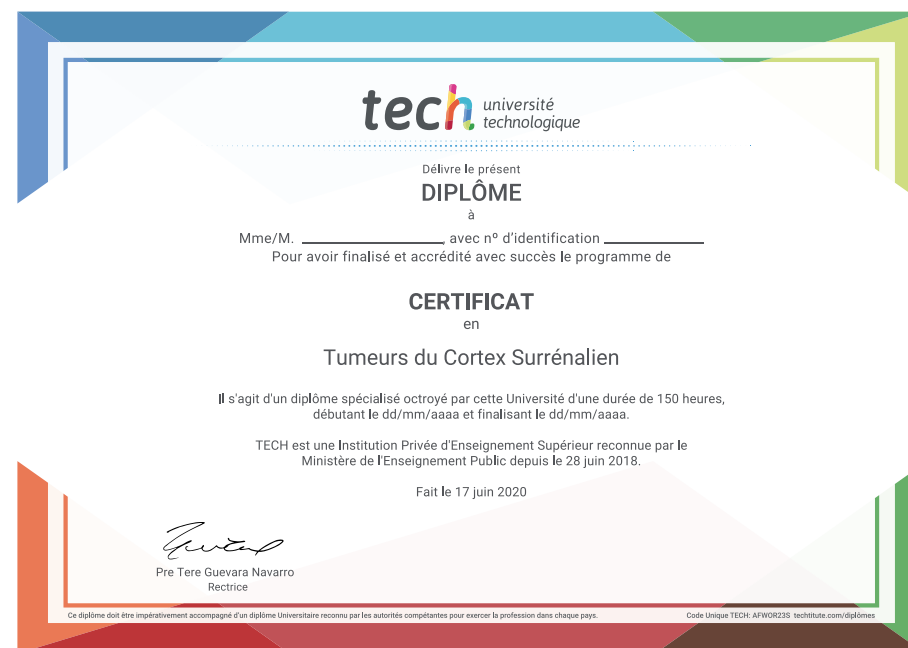 tech université
technologique
Délivre le présent
DIPLÔME
à
Mme/M. ____________________, avec nº d'identification ______________
Pour avoir finalisé et accrédité avec succès le programme de
CERTIFICAT
en
Tumeurs du Cortex Surrénalien
Il s'agit d'un diplôme spécialisé octroyé par cette Université d'une durée de 150 heures,
débutant le dd/mm/aaaa et finalisant le dd/mm/aaaa.
TECH est une Institution Privée d'Enseignement Supérieur reconnue par le
Ministère de l'Enseignement Public depuis le 28 juin 2018.
Fait le 17 juin 2020
Pre Tere Guevara Navarro
Rectrice
Ce diplôme doit être impérativement accompagné d'un diplôme Universitaire reconnu par les autorités compétantes pour exercer la profession dans chaque pays.
Code Unique TECH: AFWOR23S techtitute.com/diplômes